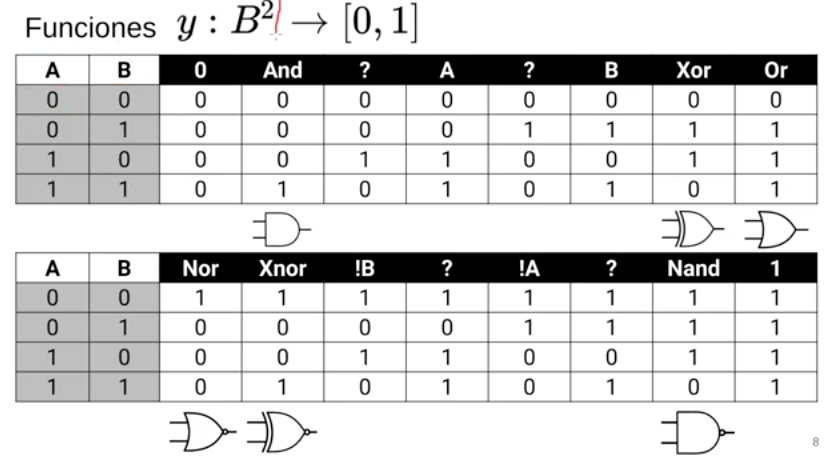 Funciones y : B² → [0, 1]
A B 0 And ? A ? B Xor Or
0 0 0 0 0 0 0 0 0 0
0 1 0 0 0 0 1 1 1 1
1 0 0 0 1 1 0 0 1 1
1 1 0 1 0 1 0 1 0 1
A B Nor Xnor !B ? !A ? Nand 1
0 0 1 1 1 1 1 1 1 1
0 1 0 0 0 0 1 1 1 1
1 0 0 0 1 1 0 0 1 1
1 1 0 1 0 1 0 1 0 1
8